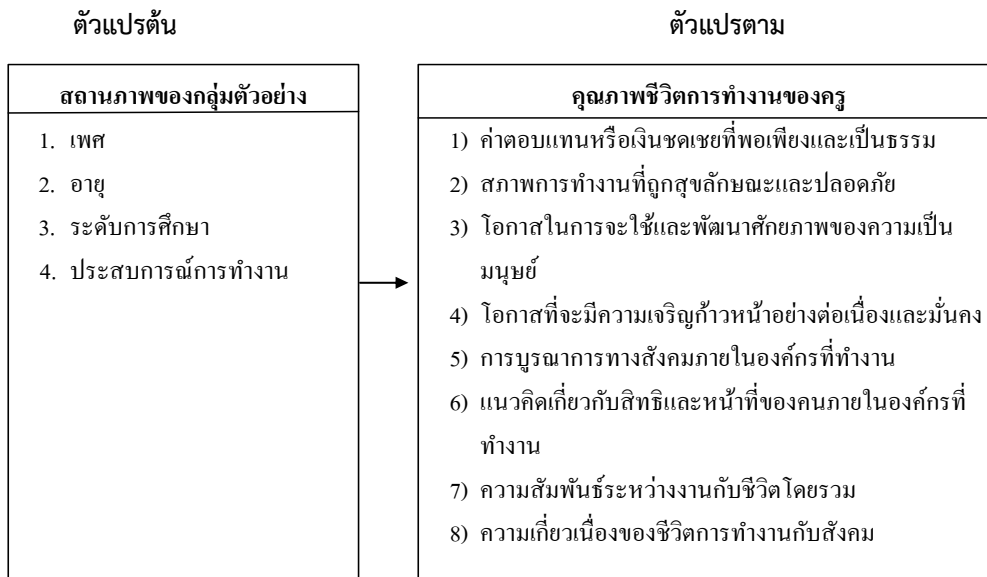 ตัวแปรต้น
สถานภาพของกลุ่มตัวอย่าง
1. เพศ
2. อายุ
3. ระดับการศึกษา
4. ประสบการณ์การทำงาน
ตัวแปรตาม
คุณภาพชีวิตการทำงานของครู
1) ค่าตอบแทนหรือเงินชดเชยที่พอเพียงและเป็นธรรม
2) สภาพการทำงานที่ถูกสุขลักษณะและปลอดภัย
3) โอกาสในการจะใช้และพัฒนาศักยภาพของความเป็น
มนุษย์
4) โอกาสที่จะมีความเจริญก้าวหน้าอย่างต่อเนื่องและมั่นคง
5) การบูรณาการทางสังคมภายในองค์กรที่ทำงาน
6) แนวคิดเกี่ยวกับสิทธิและหน้าที่ของคนภายในองค์กรที่
ทำงาน
7) ความสัมพันธ์ระหว่างงานกับชีวิตโดยรวม
8) ความเกี่ยวเนื่องของชีวิตการทำงานกับสังคม